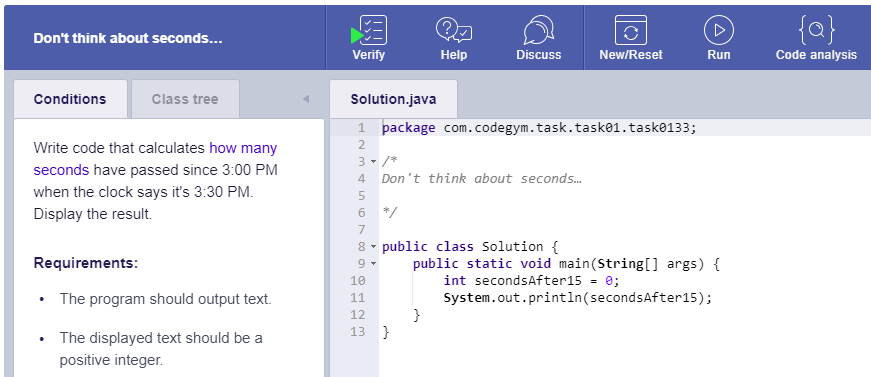 Don't think about seconds...
Verify
Help
Discuss
New/Reset
Run
Code analysis
Conditions
Class tree
Solution.java
Write code that calculates how many
seconds have passed since 3:00 PM
when the clock says it's 3:30 PM.
Display the result.
Requirements:
• The program should output text.
• The displayed text should be a
positive integer.
1 package com.codegym.task.task01.task0133;
2
3 /*
4 Don't think about seconds…
5
6 */
7
8 public class Solution {
9     public static void main(String[] args) {
10         int secondsAfter15 = 0;
11         System.out.println(secondsAfter15);
12     }
13 }